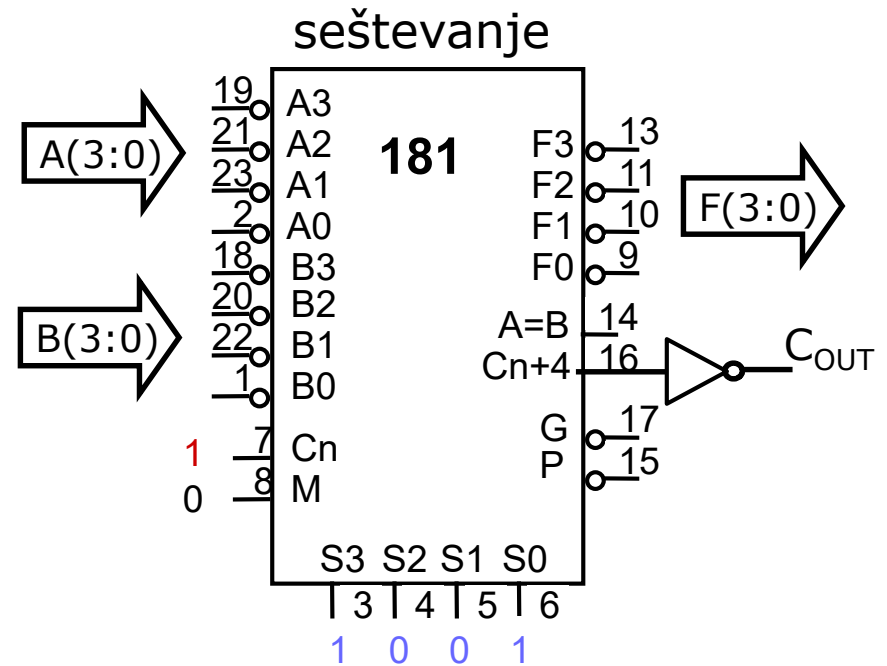 seštevanje
181
A(3:0)
B(3:0)
19 A3
21 A2
23 A1
2 A0
18 B3
20 B2
22 B1
1 B0
1 7 Cn
0 8 M
F3 13
F2 11
F1 10
F0 9
F(3:0)
A=B 14
Cn+4 16 COUT
G 17
P 15
S3 S2 S1 S0
3 4 5 6
1 0 0 1